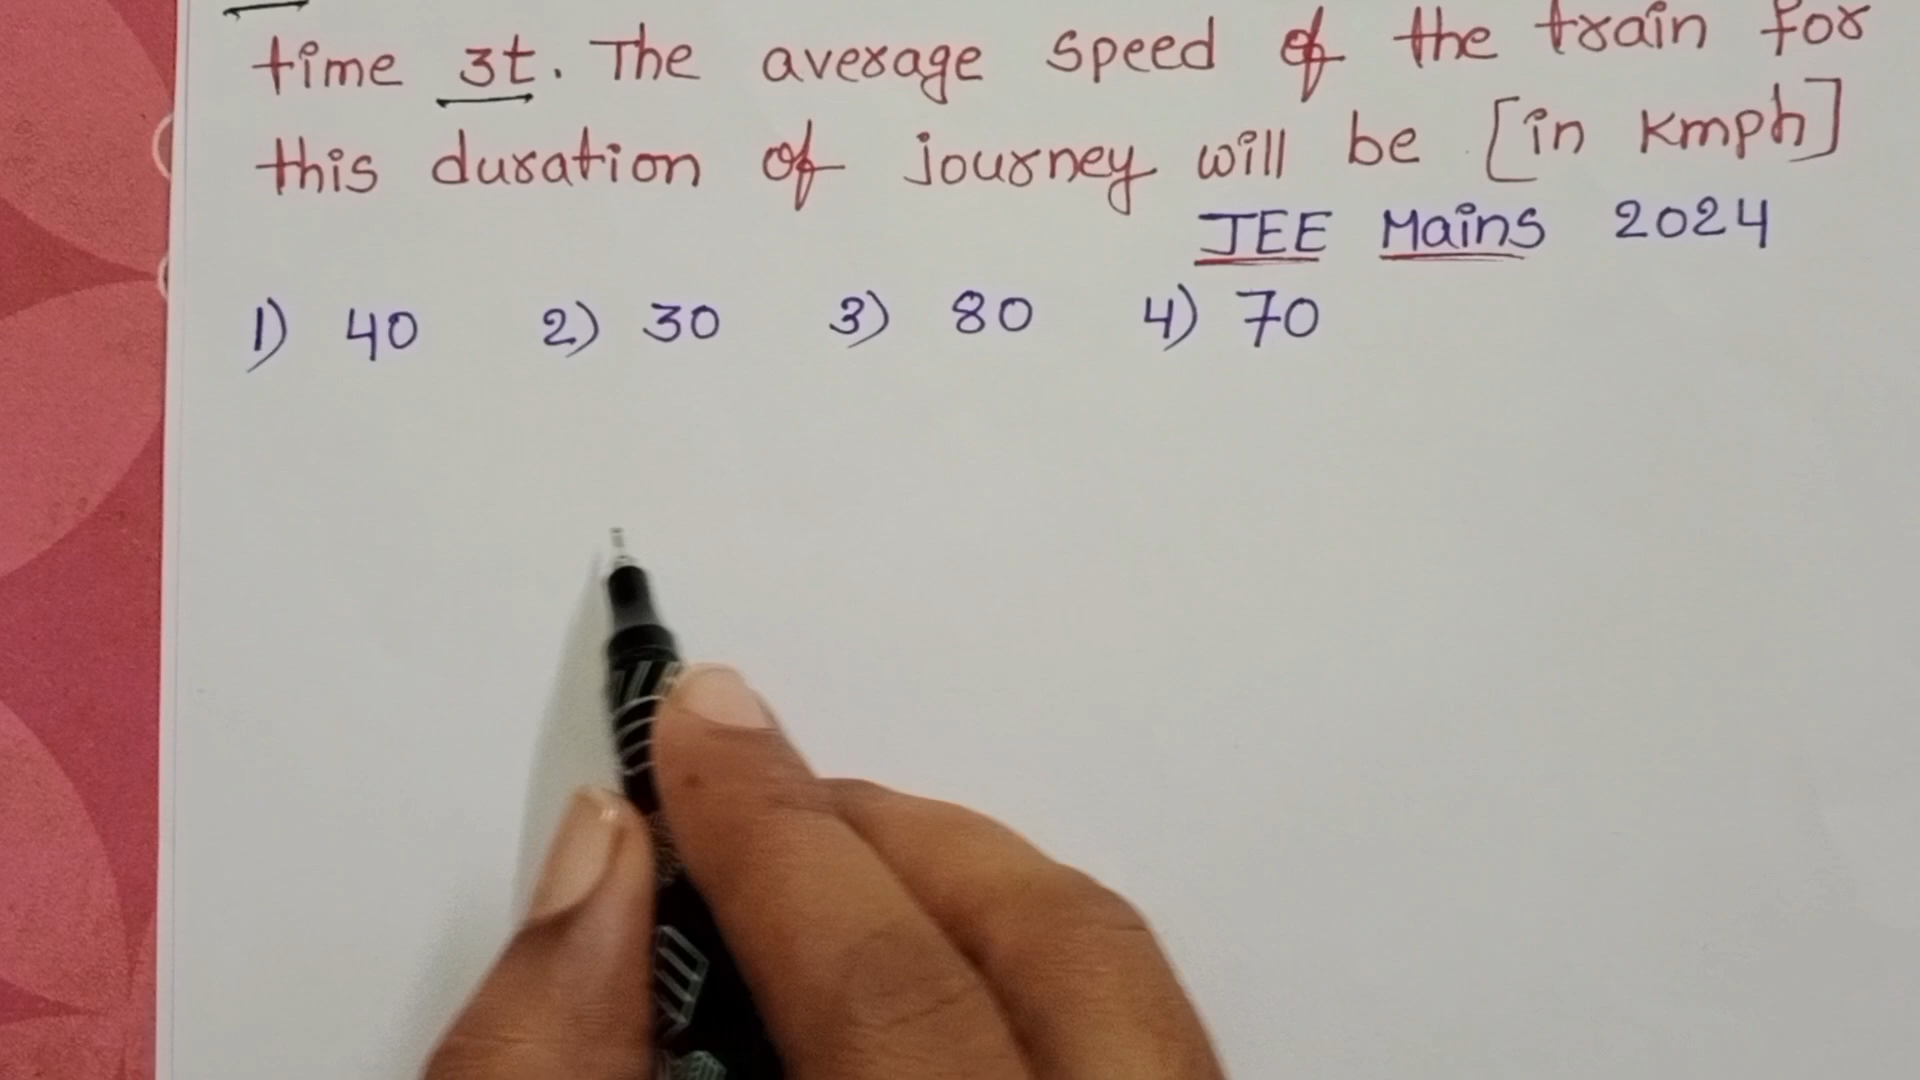 time 3t. The average speed of the train for
this duration of journey will be [in kmph]
JEE Mains 2024
1) 40 2) 30 3) 80 4) 70